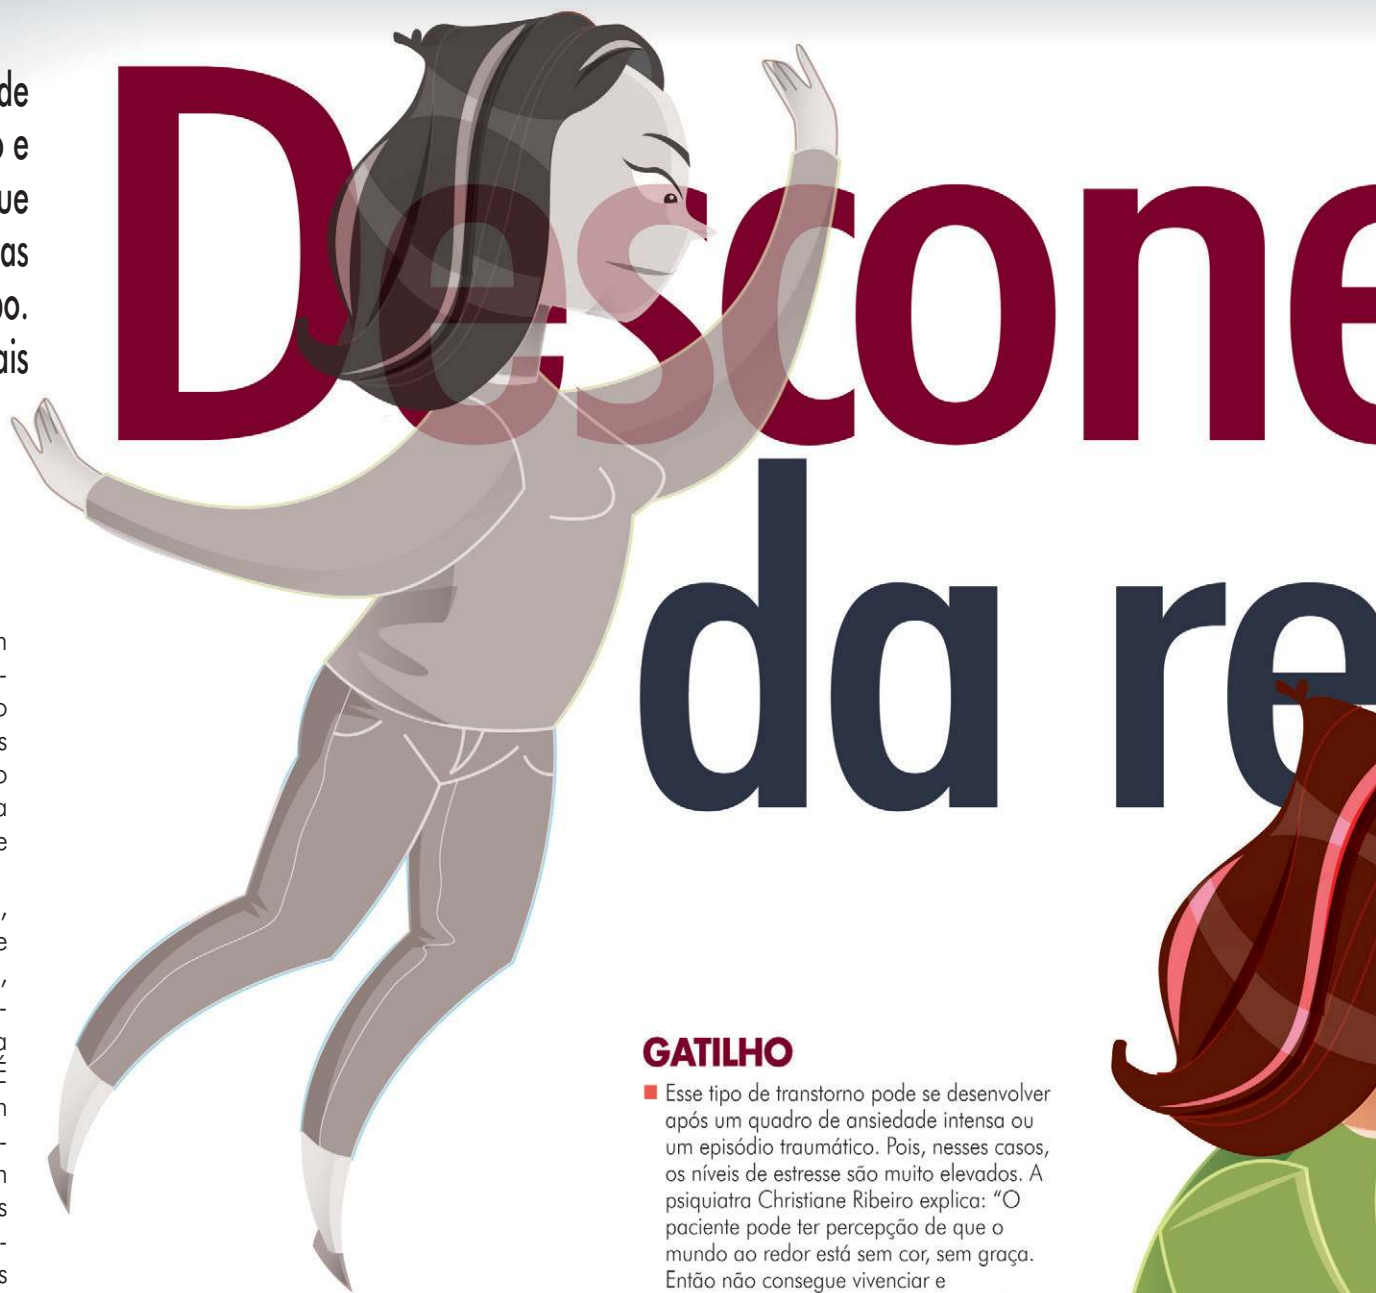 de
o e
ue
as
po.
ais
Descone
da re
m
-
o
s
o
a
e
,
e
,
-
a
É
m
-
m
s
-
s
GATILHO
Esse tipo de transtorno pode se desenvolver
após um quadro de ansiedade intensa ou
um episódio traumático. Pois, nesses casos,
os níveis de estresse são muito elevados. A
psiquiatra Christiane Ribeiro explica: “O
paciente pode ter percepção de que o
mundo ao redor está sem cor, sem graça.
Então não consegue vivenciar e